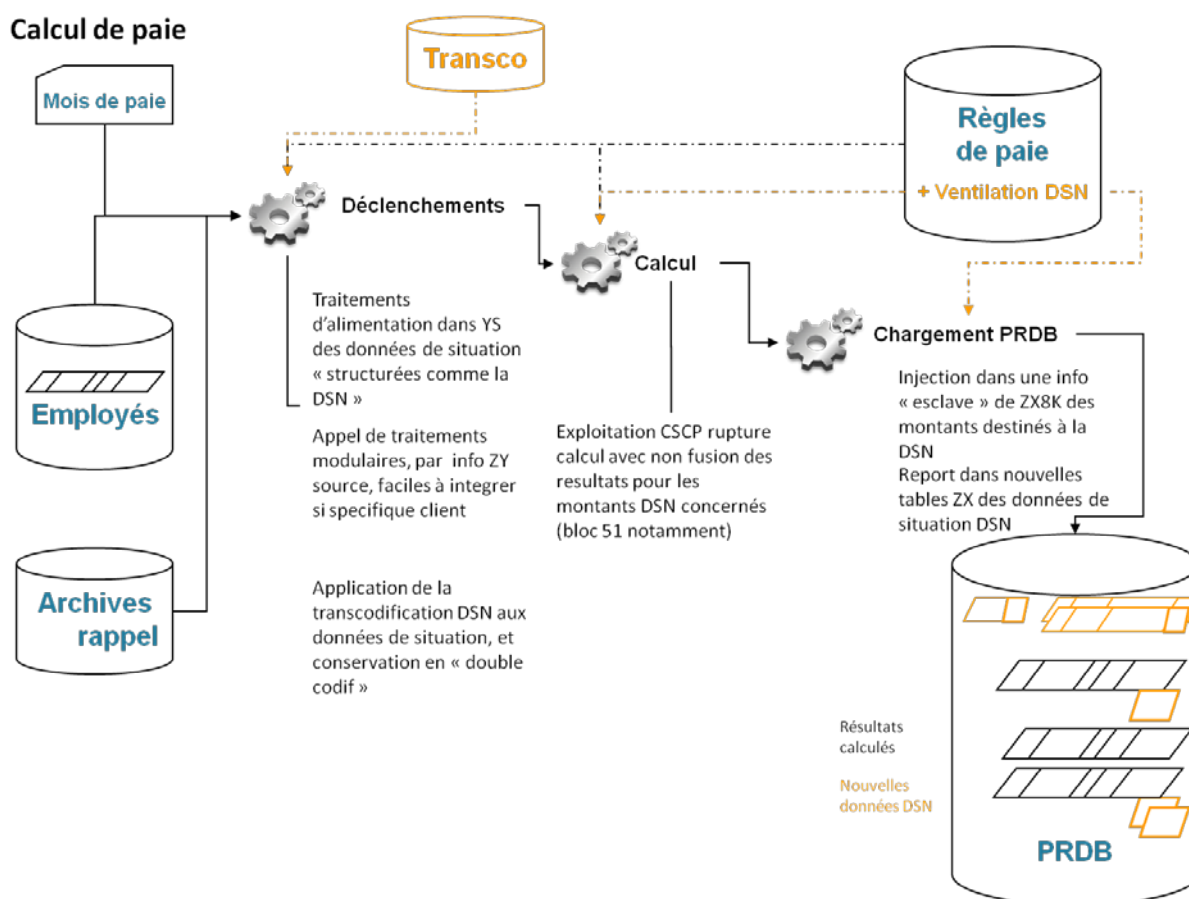 Calcul de paie
Transco
Mois de paie
Règles
de paie
+ Ventilation DSN
Déclenchements
Calcul
Chargement PRDB
Traitements
d'alimentation dans YS
des données de situation
« structurées comme la
DSN »
Appel de traitements
modulaires, par info ZY
source, faciles à integrer
si specifique client
Application de la
transcodification DSN aux
données de situation, et
conservation en « double
codif »
Employés
Archives
rappel
Exploitation CSCP rupture
calcul avec non fusion des
resultats pour les
montants DSN concernés
(bloc 51 notamment)
Injection dans une info
« esclave » de ZX8K des
montants destinés à la
DSN
Report dans nouvelles
tables ZX des données de
situation DSN
Résultats
calculés
Nouvelles
données DSN
PRDB